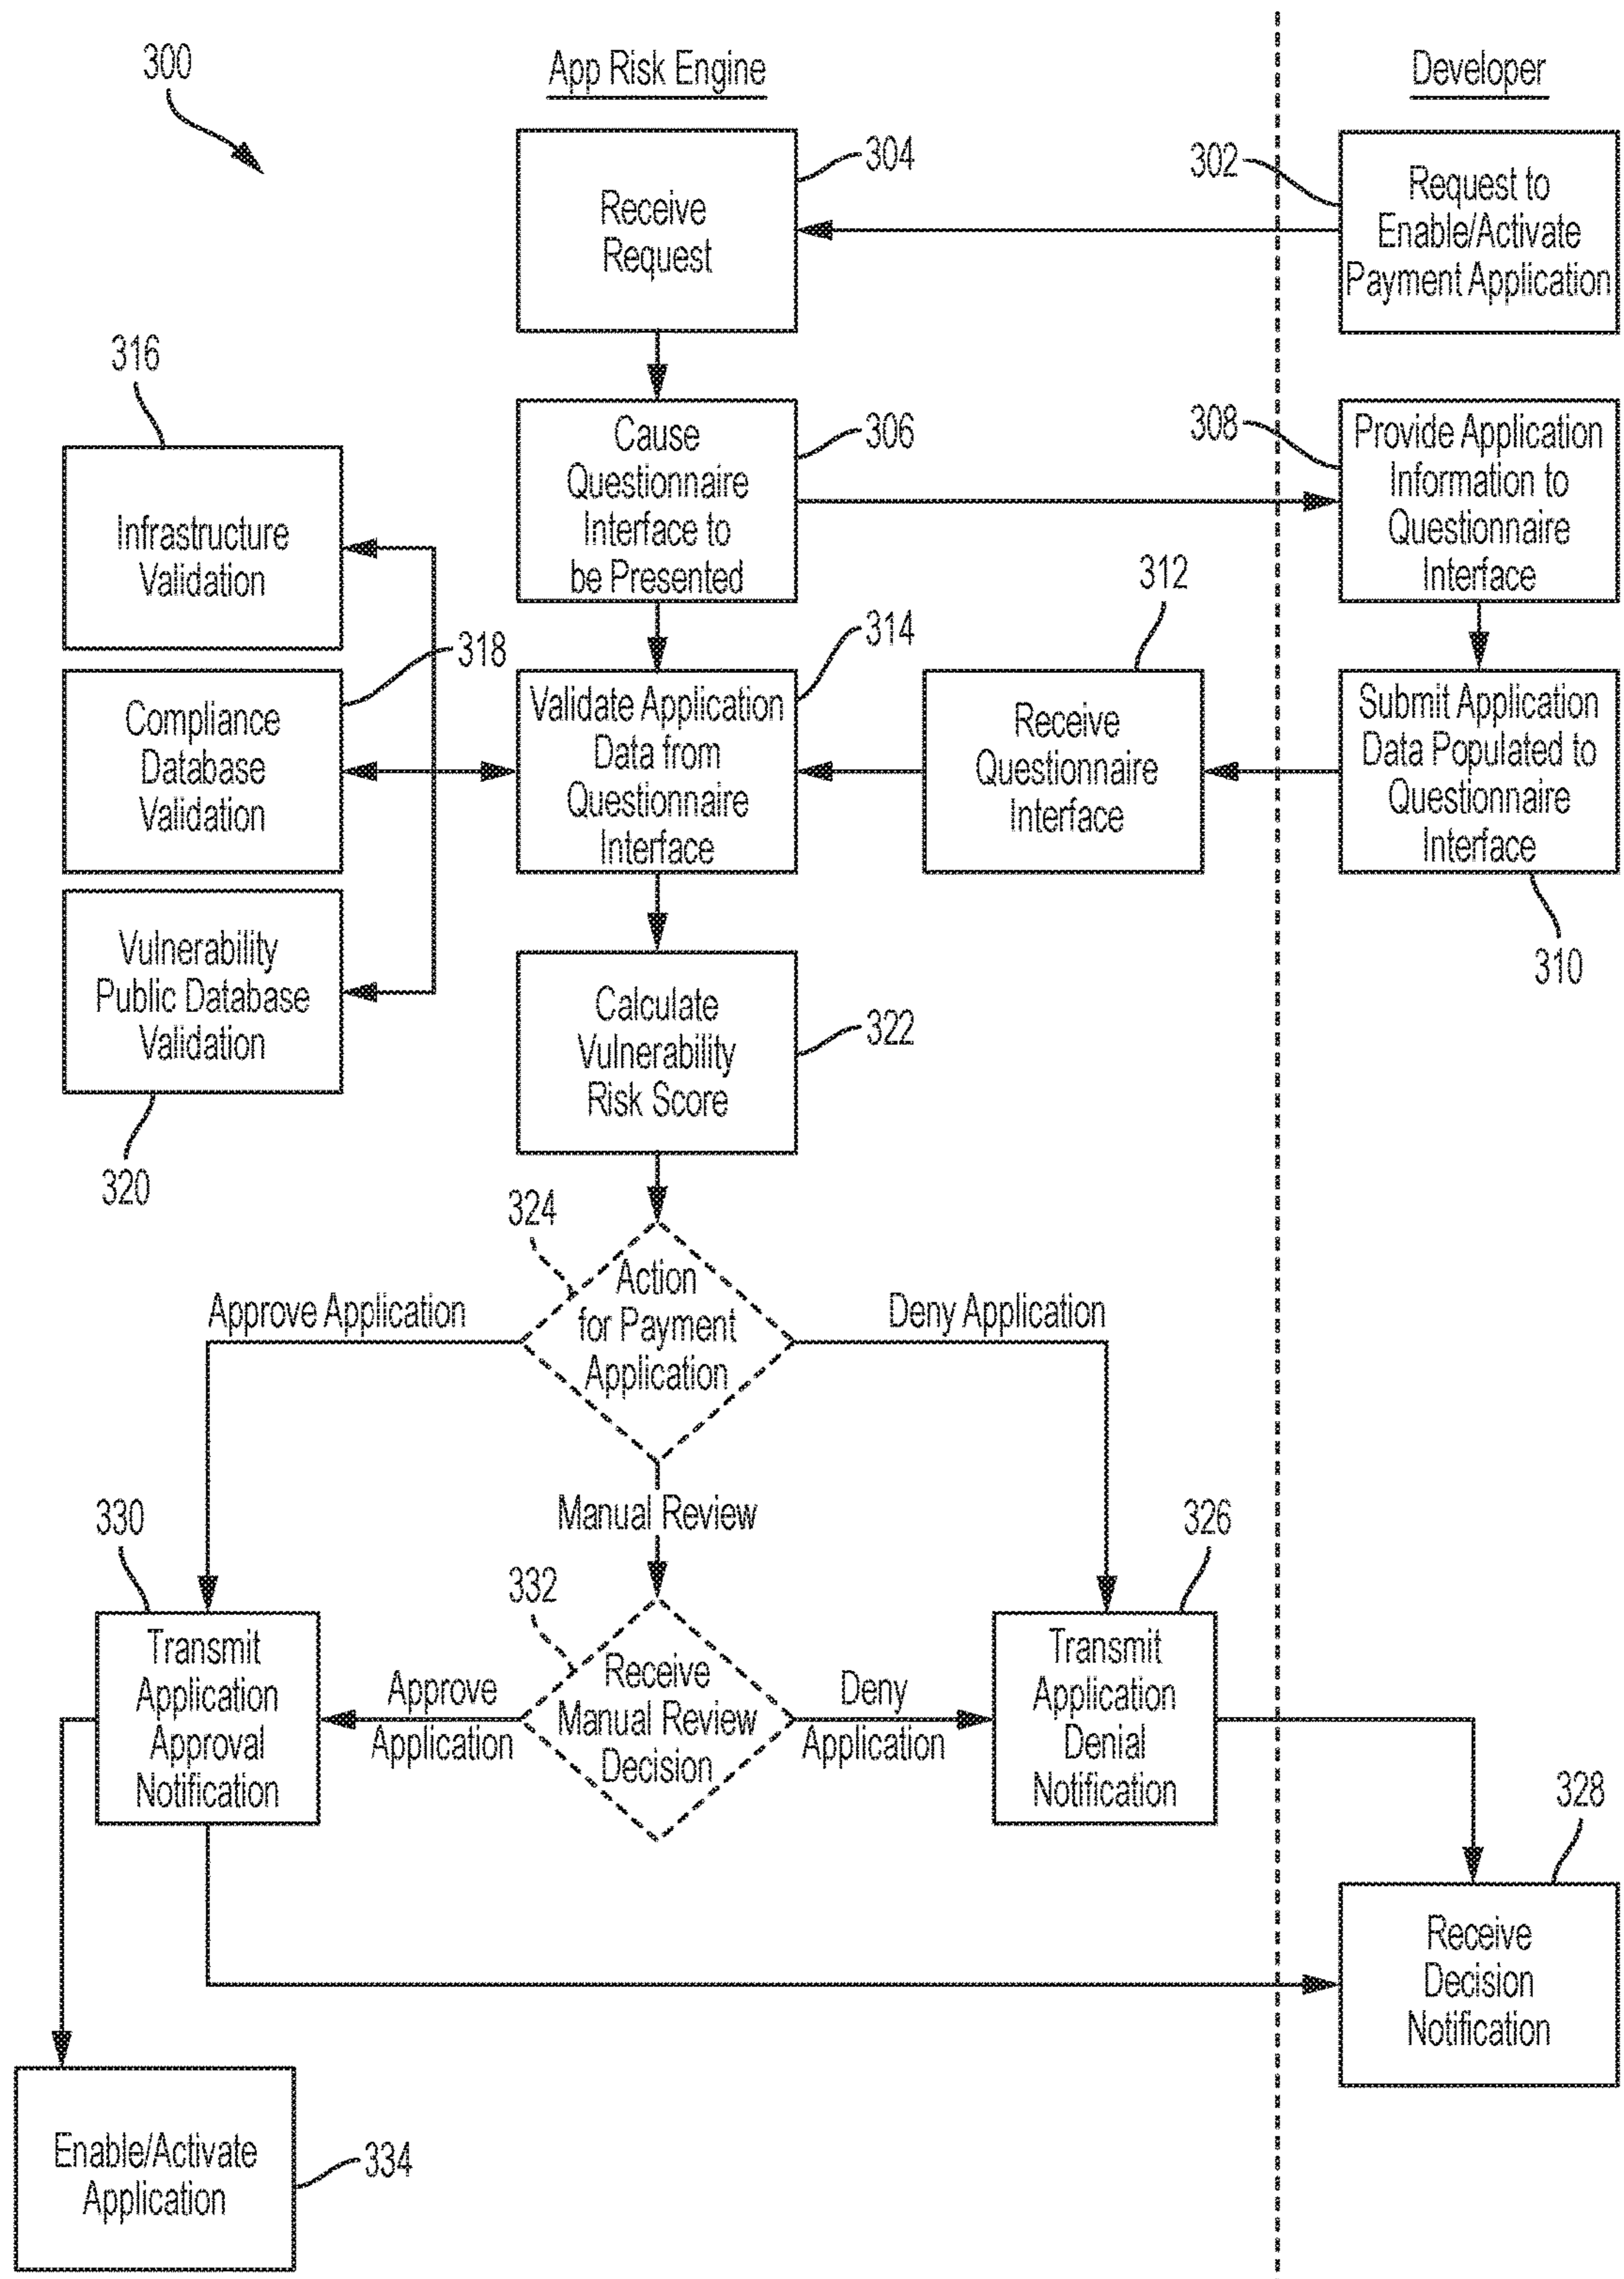 300
App Risk Engine
Developer
304
Receive
Request
302
Request to
Enable/Activate
Payment Application
316
Infrastructure
Validation
Cause
Questionnaire
Interface to
be Presented
306
308
Provide Application
Information to
Questionnaire
Interface
318
Compliance
Database
Validation
314
Validate Application
Data from
Questionnaire
Interface
312
Receive
Questionnaire
Interface
Submit Application
Data Populated to
Questionnaire
Interface
310
Vulnerability
Public Database
Validation
320
Calculate
Vulnerability
Risk Score
322
324
Action
for Payment
Application
Approve Application
Deny Application
Manual Review
330
Transmit
Application
Approval
Notification
Approve
Application
332
Receive
Manual Review
Decision
Deny
Application
326
Transmit
Application
Denial
Notification
328
Receive
Decision
Notification
Enable/Activate
Application
334